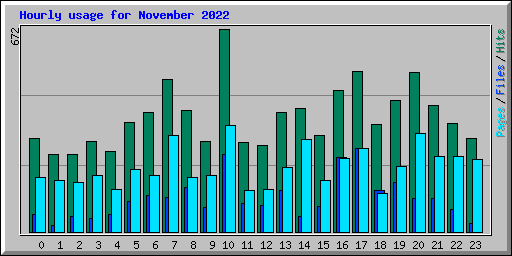 Hourly usage for November 2022
672
Pages/Files/Hits
0 1 2 3 4 5 6 7 8 9 10 11 12 13 14 15 16 17 18 19 20 21 22 23